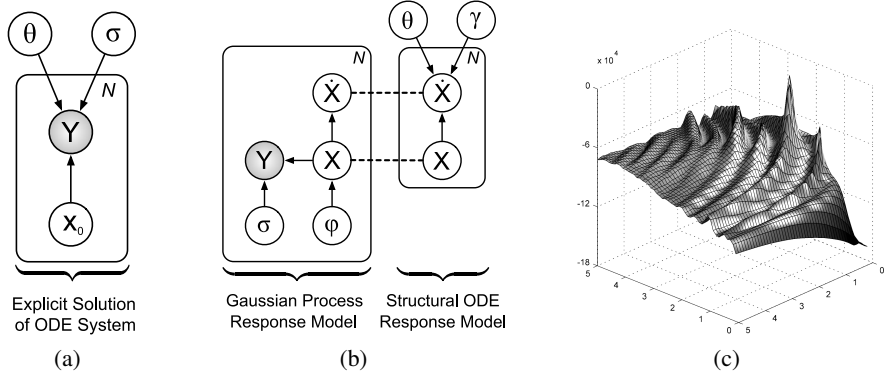 θ
σ
N
Y
x₀
Explicit Solution
of ODE System
(a)
θ
γ
N
N
Ẋ
Ẋ
Y
X
X
σ
φ
Gaussian Process
Response Model
Structural ODE
Response Model
(b)
x 10⁴
0
-6
-12
-18
5
4
3
2
1
0
5
4
3
2
1
0
(c)